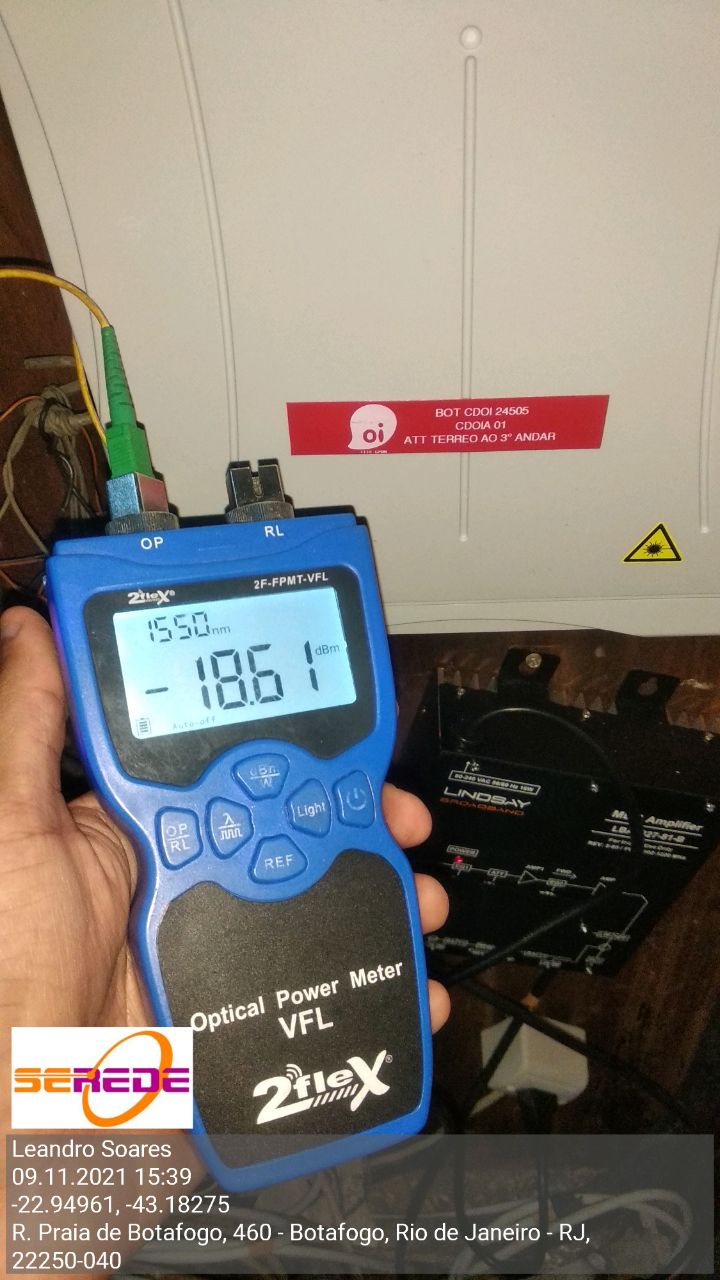 BOT CDOI 24505
oi
CDOIA 01
ATT TERREO AO 3° ANDAR
OP
RL
2flex®
2F-FPMT-VFL
1550nm
-18.61 dBm
Auto-off
dBm
W
OP
RL
λ
Light
REF
Optical Power Meter
VFL
2flex®
LINDSAY
BROADBAND
Amplifier
POWER
SEREDE
Leandro Soares
09.11.2021 15:39
-22.94961, -43.18275
R. Praia de Botafogo, 460 - Botafogo, Rio de Janeiro - RJ,
22250-040